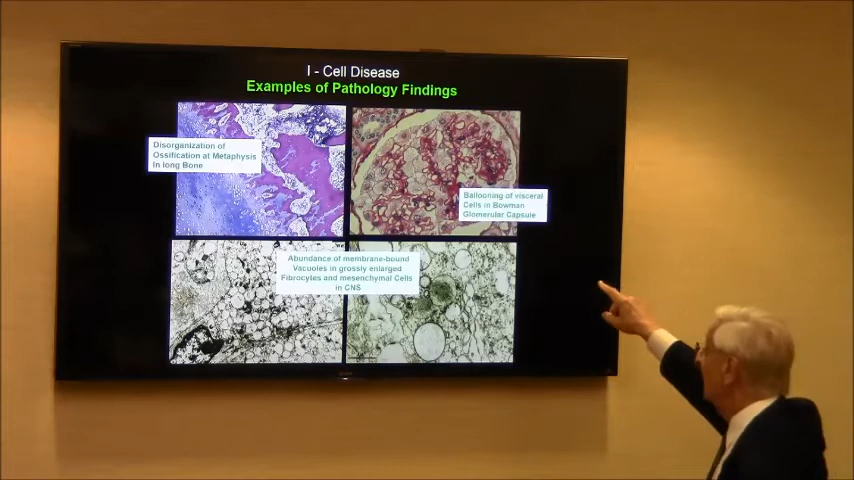 I - Cell Disease
Examples of Pathology Findings
Disorganization of
Ossification at Metaphysis
In long Bone
Ballooning of visceral
Cells in Bowman
Glomerular Capsule
Abundance of membrane-bound
Vacuoles in grossly enlarged
Fibrocytes and mesenchymal Cells
in CNS